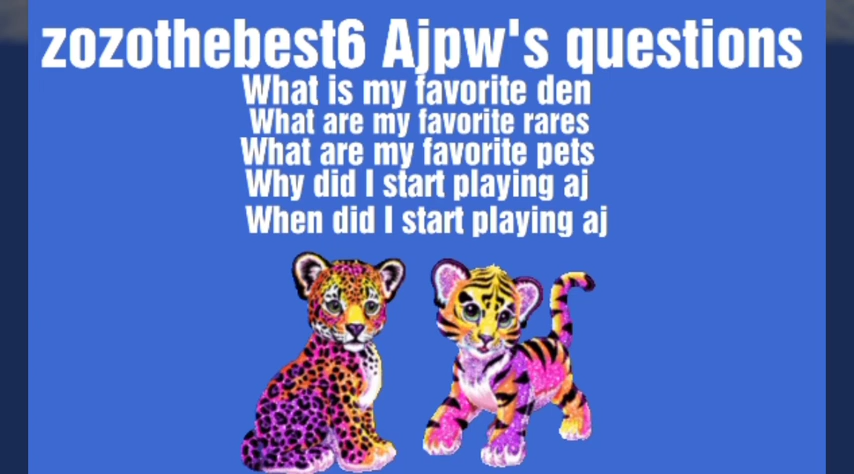 zozothebest6 Ajpw's questions
What is my favorite den
What are my favorite rares
What are my favorite pets
Why did I start playing aj
When did I start playing aj